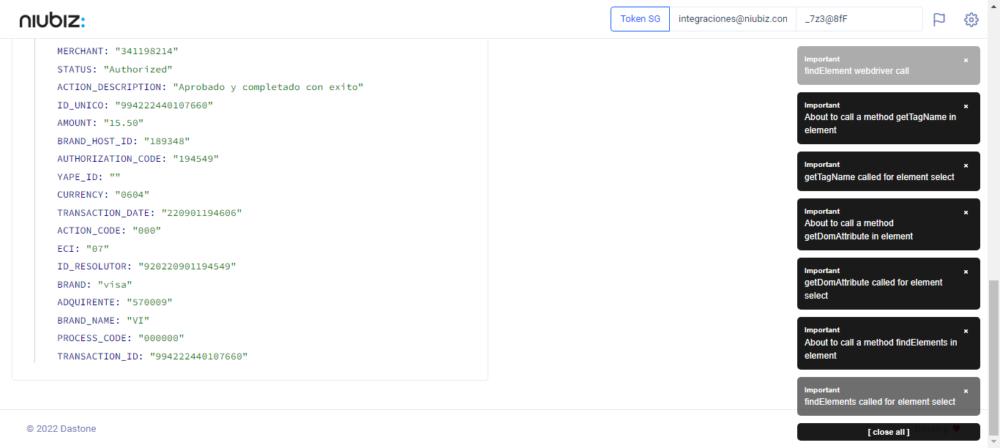 niubiz:
Token SG
integraciones@niubiz.con
_7z3@8fF
MERCHANT: "341198214"
STATUS: "Authorized"
ACTION_DESCRIPTION: "Aprobado y completado con exito"
ID_UNICO: "994222440107660"
AMOUNT: "15.50"
BRAND_HOST_ID: "189348"
AUTHORIZATION_CODE: "194549"
YAPE_ID: ""
CURRENCY: "0604"
TRANSACTION_DATE: "220901194606"
ACTION_CODE: "000"
ECI: "07"
ID_RESOLUTOR: "920220901194549"
BRAND: "visa"
ADQUIRENTE: "570009"
BRAND_NAME: "VI"
PROCESS_CODE: "000000"
TRANSACTION_ID: "994222440107660"
© 2022 Dastone
Important
findElement webdriver call
Important
About to call a method getTagName in
element
Important
getTagName called for element select
Important
About to call a method
getDomAttribute in element
Important
getDomAttribute called for element
select
Important
About to call a method findElements in
element
Important
findElements called for element select
[ close all ]